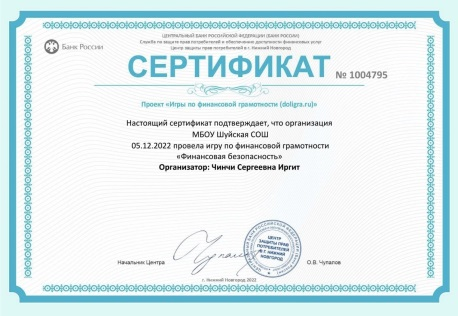 ЦЕНТРАЛЬНЫЙ БАНК РОССИЙСКОЙ ФЕДЕРАЦИИ (БАНК РОССИИ)
Служба по защите прав потребителей и обеспечению доступности финансовых услуг
Центр защиты прав потребителей в г. Нижний Новгород
Банк России
СЕРТИФИКАТ № 1004795
Проект «Игры по финансовой грамотности (doligra.ru)»
Настоящий сертификат подтверждает, что организация
МБОУ Шуйская СОШ
05.12.2022 провела игру по финансовой грамотности
«Финансовая безопасность»
Организатор: Чинчи Сергеевна Иргит
ЦЕНТР
ЗАЩИТЫ ПРАВ
ПОТРЕБИТЕЛЕЙ
В Г. НИЖНИЙ
НОВГОРОД
Начальник Центра
О.В. Чупалов
г. Нижний Новгород 2022